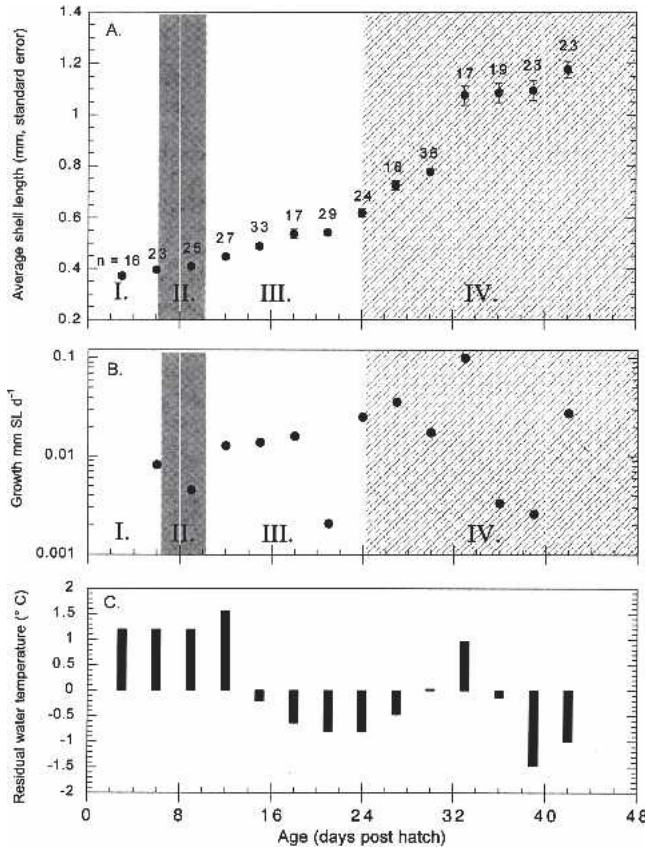 A.
1.4
1.2
1
0.8
0.6
0.4
0.2
Average shell length (mm, standard error)
n = 16
23
25
27
33
17
29
24
18
36
17
19
23
23
I.
II.
III.
IV.
B.
0.1
0.01
0.001
Growth mm SL d⁻¹
I.
II.
III.
IV.
C.
2
1.5
1
0.5
0
-0.5
-1
-1.5
-2
Residual water temperature (° C)
0 8 16 24 32 40 48
Age (days post hatch)